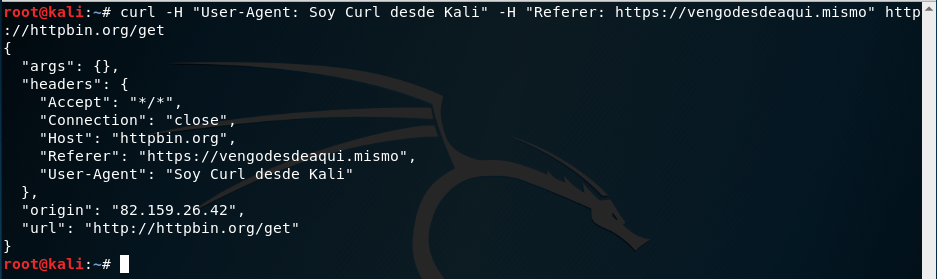 root@kali:~# curl -H "User-Agent: Soy Curl desde Kali" -H "Referer: https://vengodesdeaqui.mismo" http
://httpbin.org/get
{
  "args": {},
  "headers": {
    "Accept": "*/*",
    "Connection": "close",
    "Host": "httpbin.org",
    "Referer": "https://vengodesdeaqui.mismo",
    "User-Agent": "Soy Curl desde Kali"
  },
  "origin": "82.159.26.42",
  "url": "http://httpbin.org/get"
}
root@kali:~#